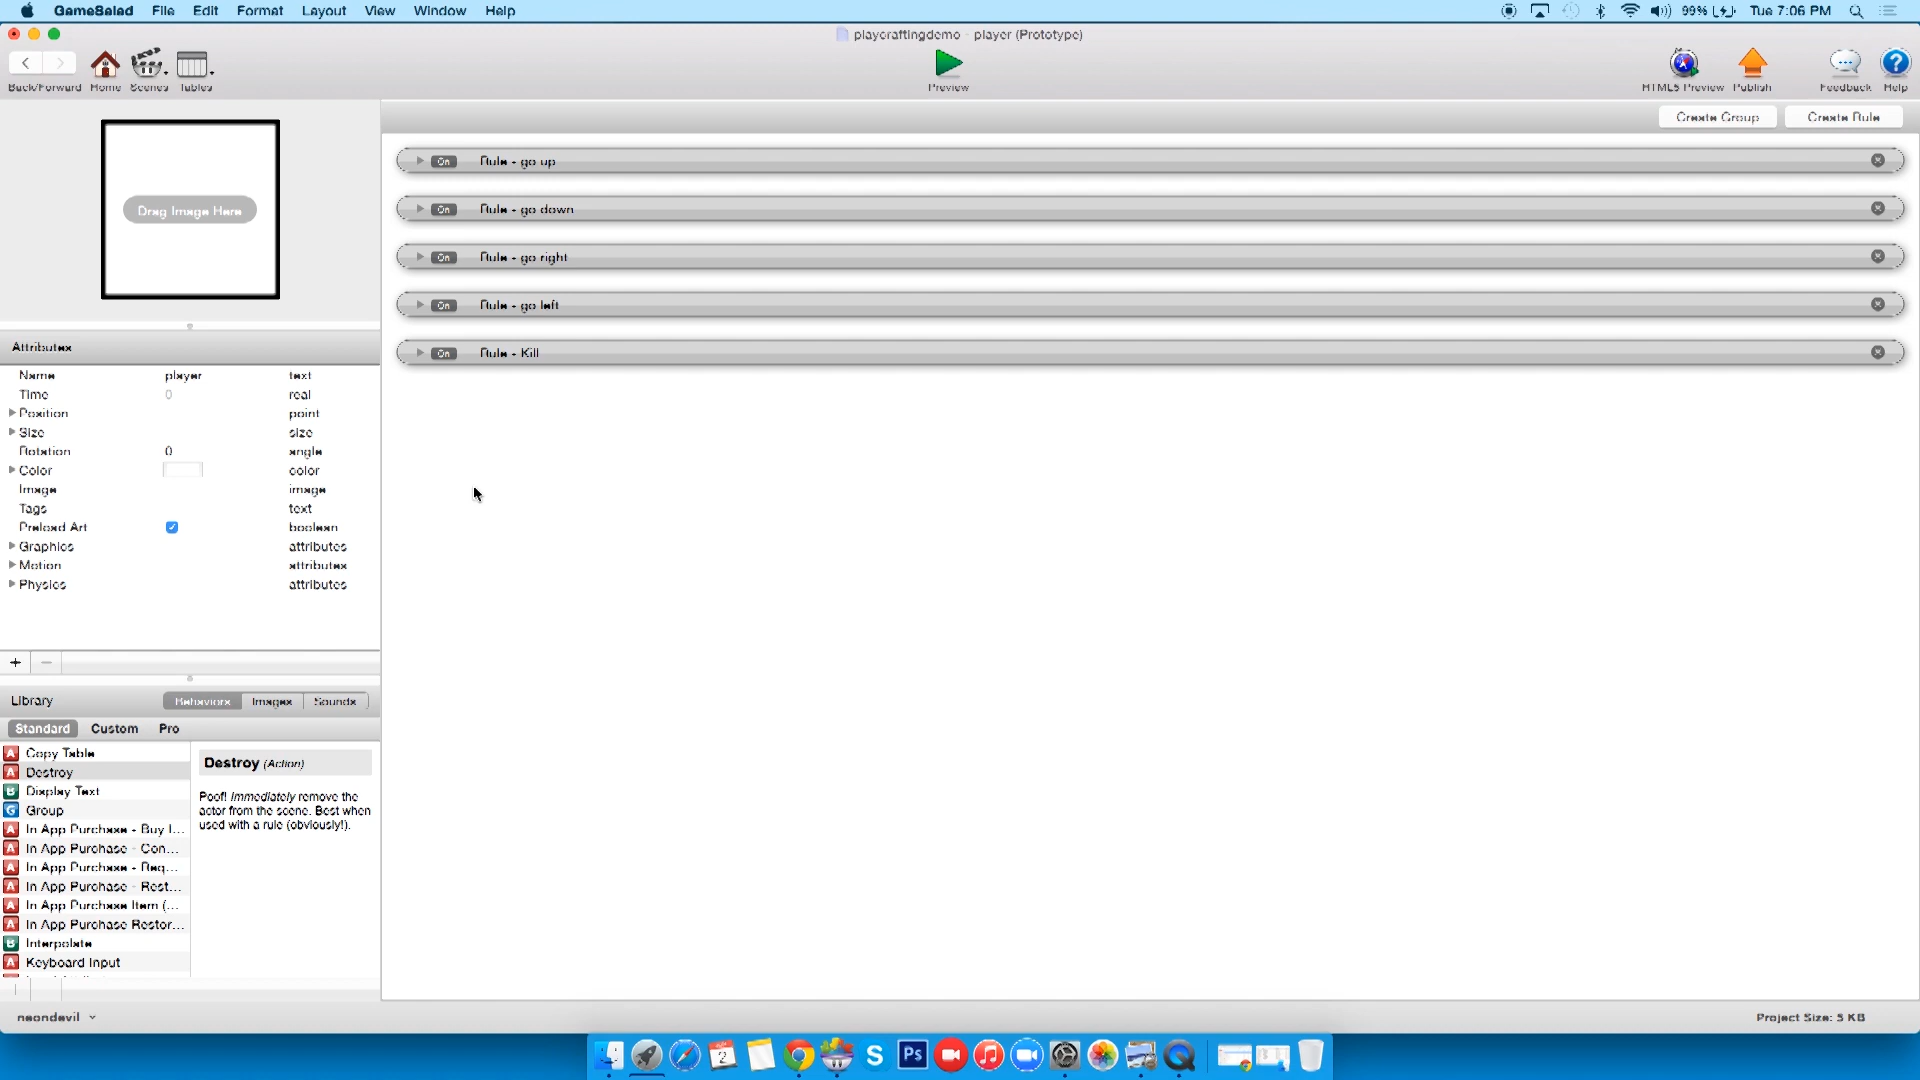 GameSalad File Edit Format Layout View Window Help
99% Tue 7:06 PM
playcraftingdemo - player (Prototype)
Back/Forward Home Scenes Tables
Preview
HTML5 Preview Publish Feedback Help
Create Group Create Rule
Drag Image Here
On Rule - go up
On Rule - go down
On Rule - go right
On Rule - go left
On Rule - Kill
Attributes
Name player text
Time 0 real
Position point
Size size
Rotation 0 angle
Color color
Image image
Tags text
Preload Art boolean
Graphics attributes
Motion attributes
Physics attributes
Library Behaviors Images Sounds
Standard Custom Pro
A Copy Table
A Destroy
B Display Text
G Group
A In App Purchase - Buy I...
A In App Purchase - Con...
A In App Purchase - Req...
A In App Purchase - Rest...
A In App Purchase Item (...
A In App Purchase Restor...
B Interpolate
A Keyboard Input
Destroy (Action)
Poof! Immediately remove the
actor from the scene. Best when
used with a rule (obviously!).
neondevil
Project Size: 5 KB
2
S
Ps